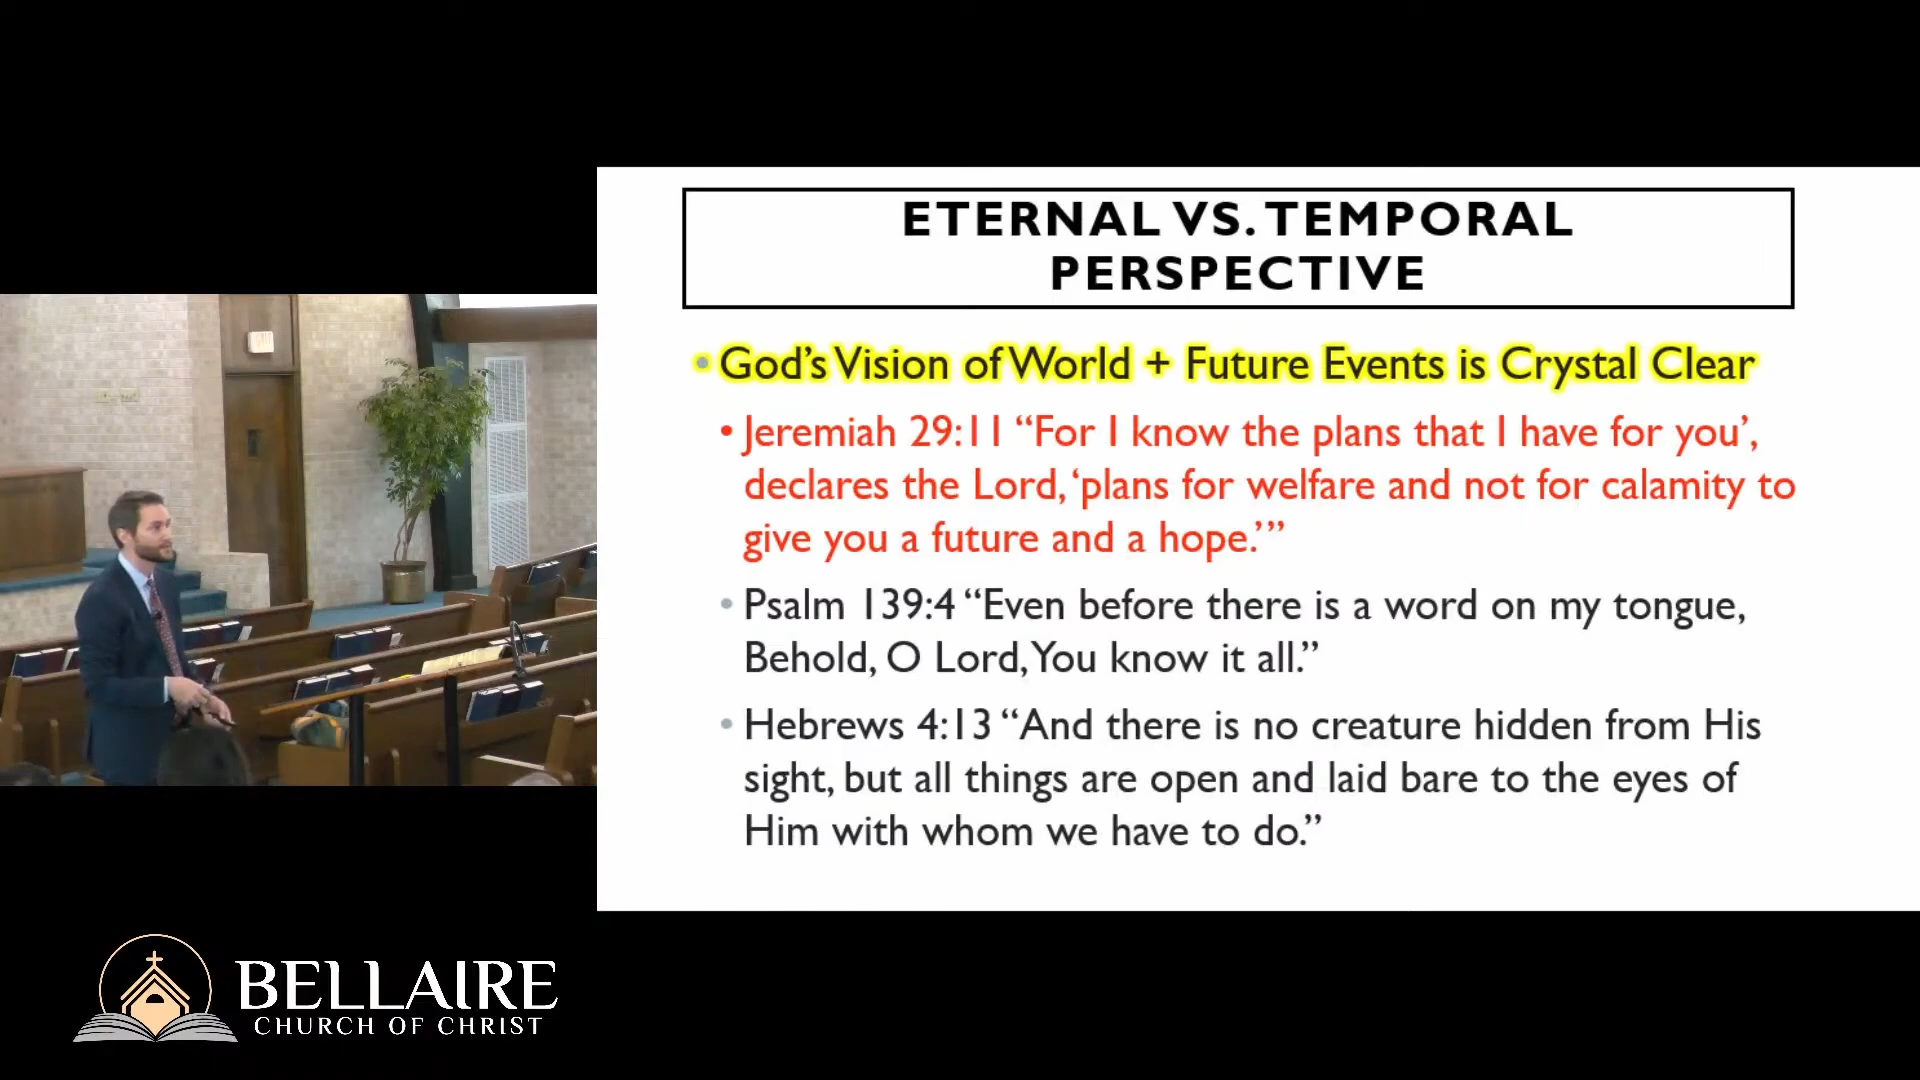 ETERNAL VS. TEMPORAL
PERSPECTIVE
• God's Vision of World + Future Events is Crystal Clear
• Jeremiah 29:11 “For I know the plans that I have for you’,
declares the Lord, ‘plans for welfare and not for calamity to
give you a future and a hope.’”
• Psalm 139:4 “Even before there is a word on my tongue,
Behold, O Lord, You know it all.”
• Hebrews 4:13 “And there is no creature hidden from His
sight, but all things are open and laid bare to the eyes of
Him with whom we have to do.”
BELLAIRE
CHURCH OF CHRIST